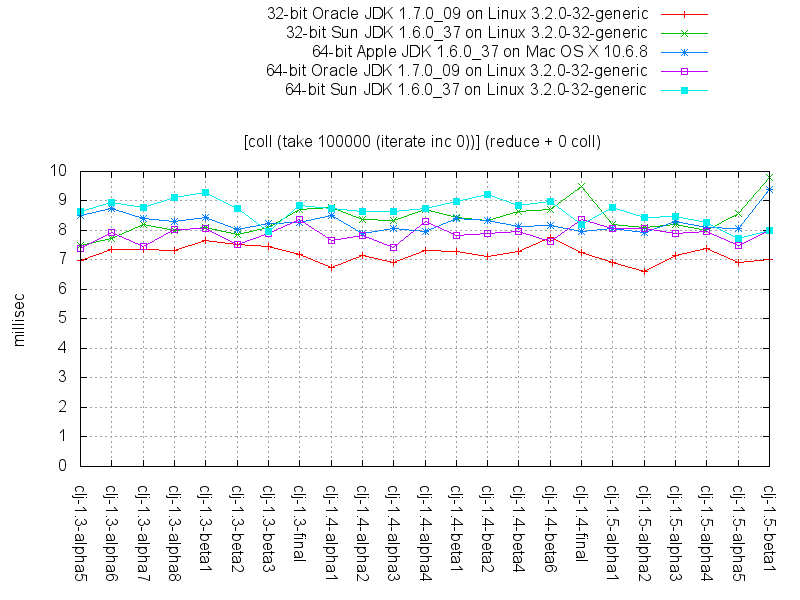 32-bit Oracle JDK 1.7.0_09 on Linux 3.2.0-32-generic
32-bit Sun JDK 1.6.0_37 on Linux 3.2.0-32-generic
64-bit Apple JDK 1.6.0_37 on Mac OS X 10.6.8
64-bit Oracle JDK 1.7.0_09 on Linux 3.2.0-32-generic
64-bit Sun JDK 1.6.0_37 on Linux 3.2.0-32-generic
[coll (take 100000 (iterate inc 0))] (reduce + 0 coll)
10
9
8
7
6
5
4
3
2
1
0
millisec
clj-1.3-alpha5
clj-1.3-alpha6
clj-1.3-alpha7
clj-1.3-alpha8
clj-1.3-beta1
clj-1.3-beta2
clj-1.3-beta3
clj-1.3-final
clj-1.4-alpha1
clj-1.4-alpha2
clj-1.4-alpha3
clj-1.4-alpha4
clj-1.4-beta1
clj-1.4-beta2
clj-1.4-beta4
clj-1.4-beta6
clj-1.4-final
clj-1.5-alpha1
clj-1.5-alpha2
clj-1.5-alpha3
clj-1.5-alpha4
clj-1.5-alpha5
clj-1.5-beta1